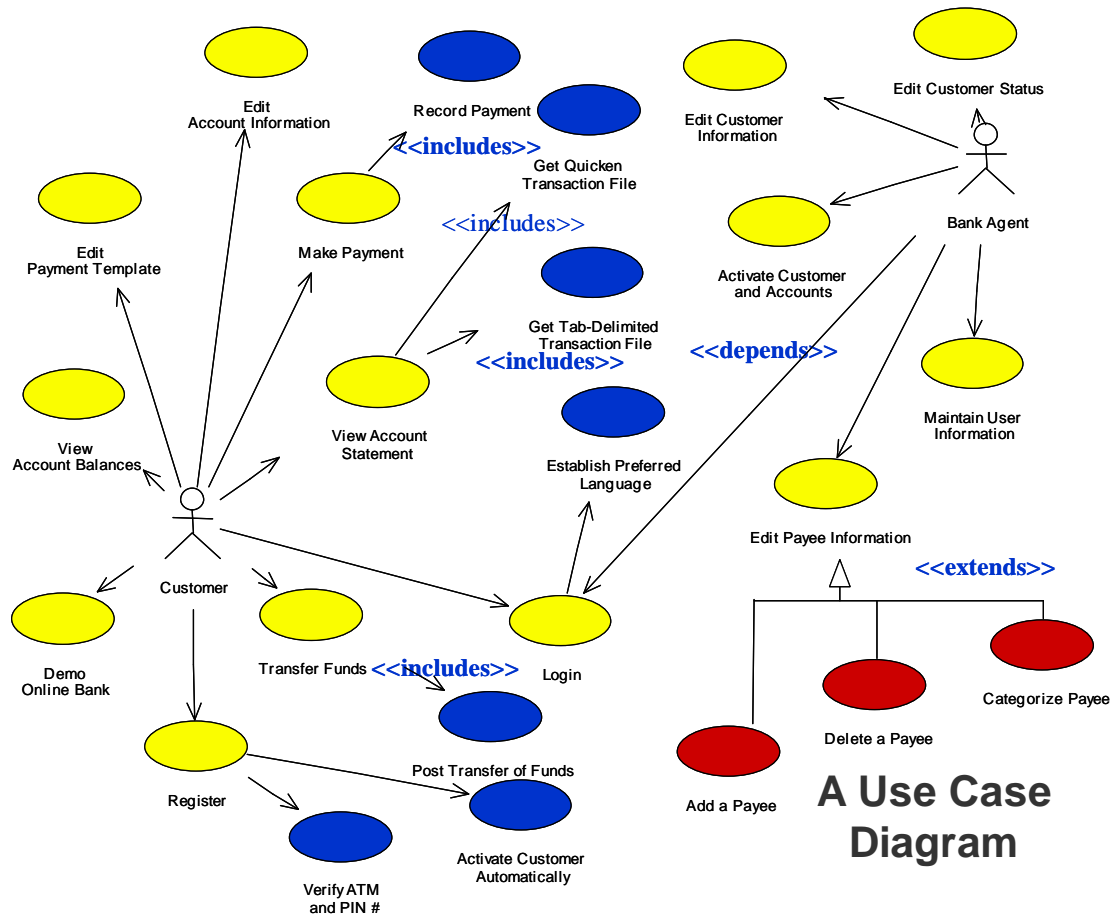 Edit
Account Information
Record Payment
<<includes>>
Get Quicken
Transaction File
Edit Customer
Information
Edit Customer Status
Bank Agent
Edit
Payment Template
Make Payment
<<includes>>
Activate Customer
and Accounts
Get Tab-Delimited
Transaction File
<<includes>>
<<depends>>
View
Account Balances
View Account
Statement
Establish Preferred
Language
Maintain User
Information
Edit Payee Information
<<extends>>
Customer
Demo
Online Bank
Transfer Funds
<<includes>>
Login
Categorize Payee
Delete a Payee
Add a Payee
Post Transfer of Funds
Register
Activate Customer
Automatically
Verify ATM
and PIN #
A Use Case
Diagram